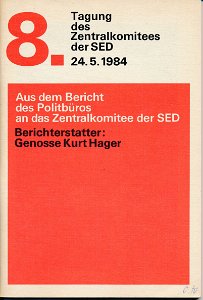 8.
Tagung
des
Zentralkomitees
der SED
24.5.1984
Aus dem Bericht
des Politbüros
an das Zentralkomitee der SED
Berichterstatter:
Genosse Kurt Hager